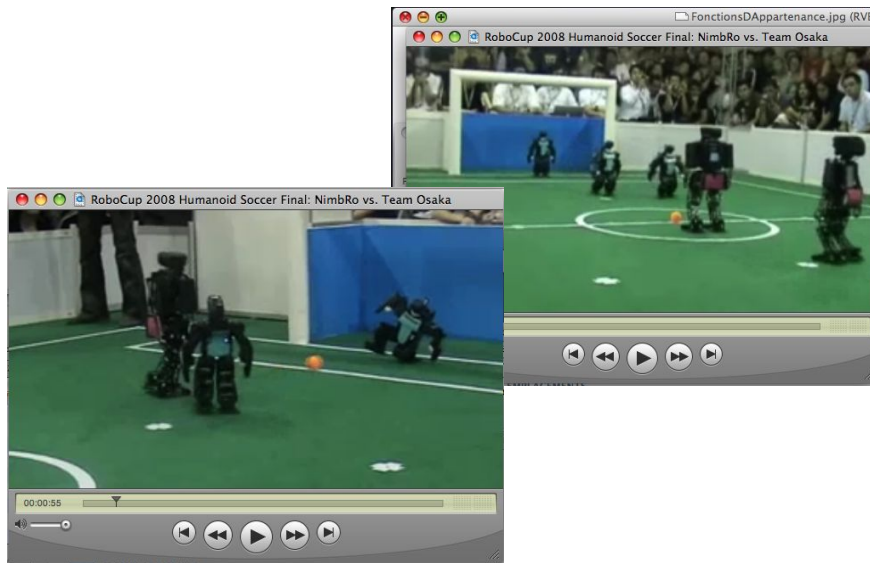 FonctionsDAppartenance.jpg (RVB
RoboCup 2008 Humanoid Soccer Final: NimbRo vs. Team Osaka
RoboCup 2008 Humanoid Soccer Final: NimbRo vs. Team Osaka
00:00:55